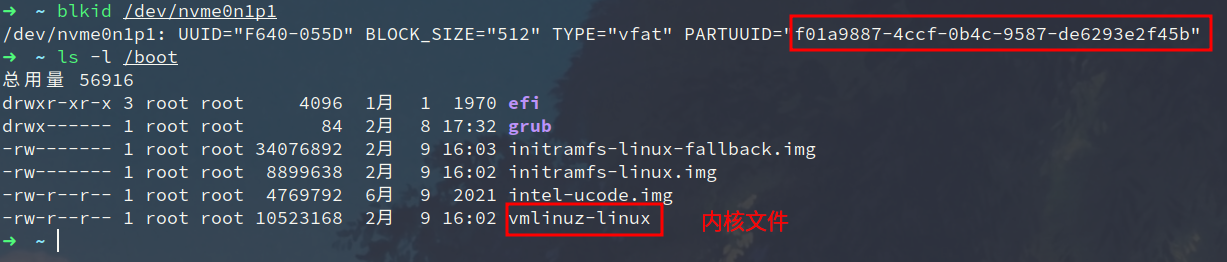 ➜  ~ blkid /dev/nvme0n1p1
/dev/nvme0n1p1: UUID="F640-055D" BLOCK_SIZE="512" TYPE="vfat" PARTUUID="f01a9887-4ccf-0b4c-9587-de6293e2f45b"
➜  ~ ls -l /boot
总用量 56916
drwxr-xr-x 3 root root     4096  1月  1  1970 efi
drwx------ 1 root root       84  2月  8 17:32 grub
-rw------- 1 root root 34076892  2月  9 16:03 initramfs-linux-fallback.img
-rw------- 1 root root  8899638  2月  9 16:02 initramfs-linux.img
-rw-r--r-- 1 root root  4769792  6月  9  2021 intel-ucode.img
-rw-r--r-- 1 root root 10523168  2月  9 16:02 vmlinuz-linux 内核文件
➜  ~